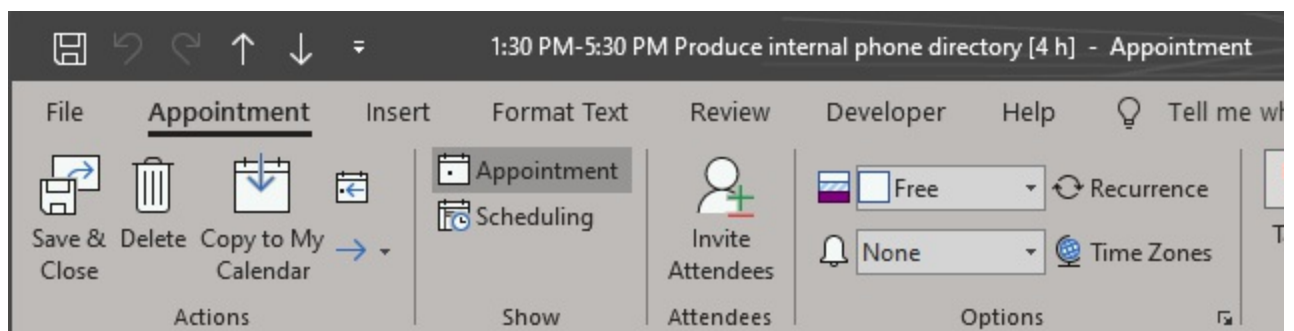 1:30 PM-5:30 PM Produce internal phone directory [4 h] - Appointment
File Appointment Insert Format Text Review Developer Help Tell me
Save & Close
Delete
Copy to My Calendar
Actions
Appointment
Scheduling
Show
Invite Attendees
Attendees
Free
Recurrence
None
Time Zones
Options